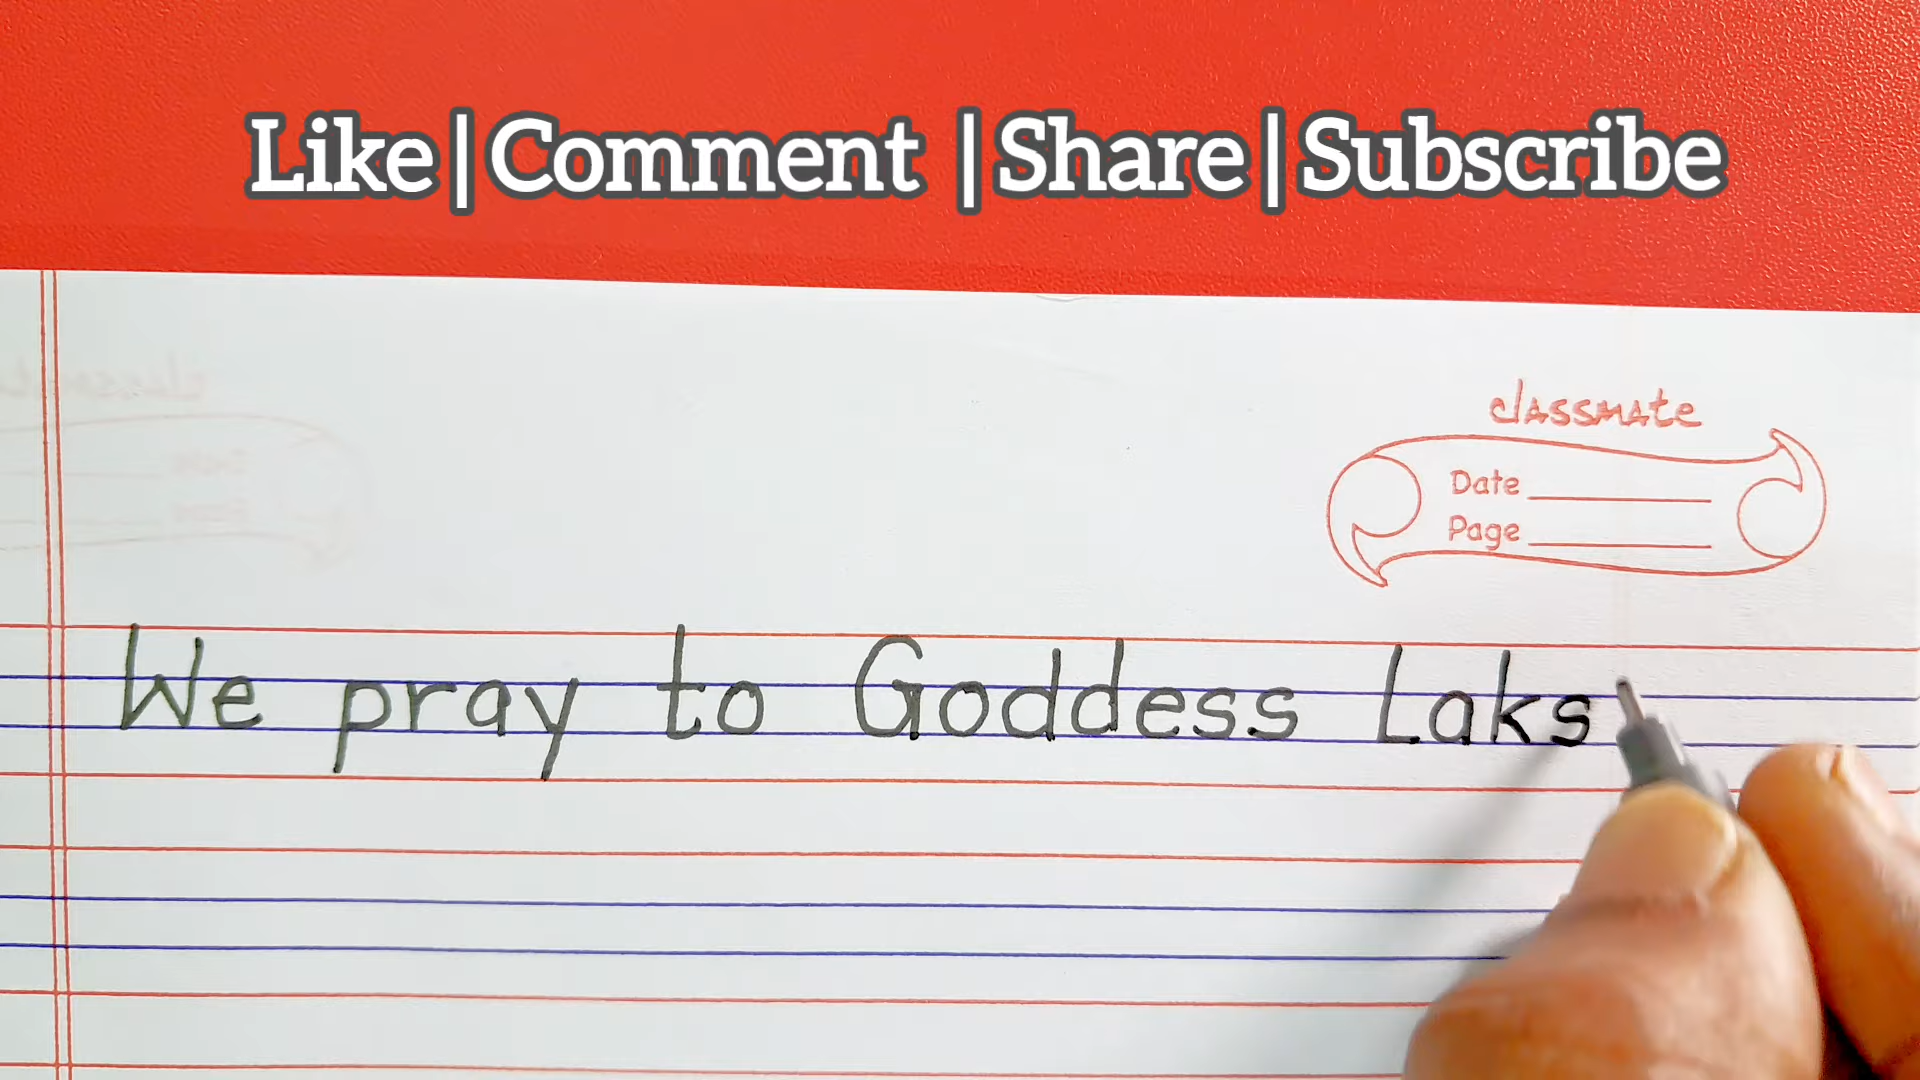 Like|Comment |Share|Subscribe
classmate
Date
Page
We pray to Goddess Laks